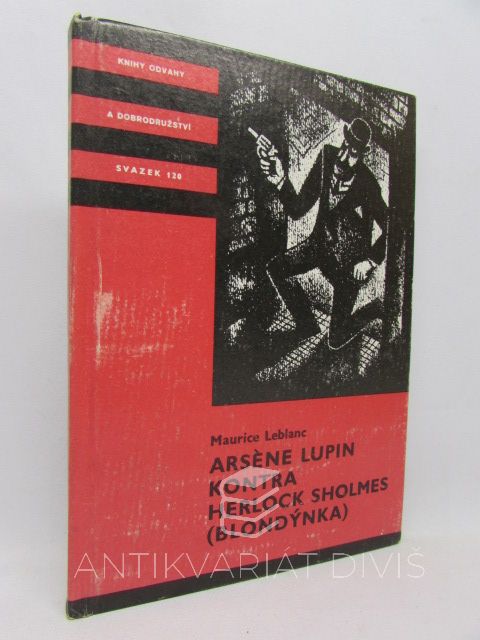 KNIHY ODVAHY
A DOBRODRUŽSTVÍ
SVAZEK 120
Maurice Leblanc
ARSÈNE LUPIN
KONTRA
HERLOCK SHOLMES
(BLONDÝNKA)
ANTIKVARIÁT DIVIŠ